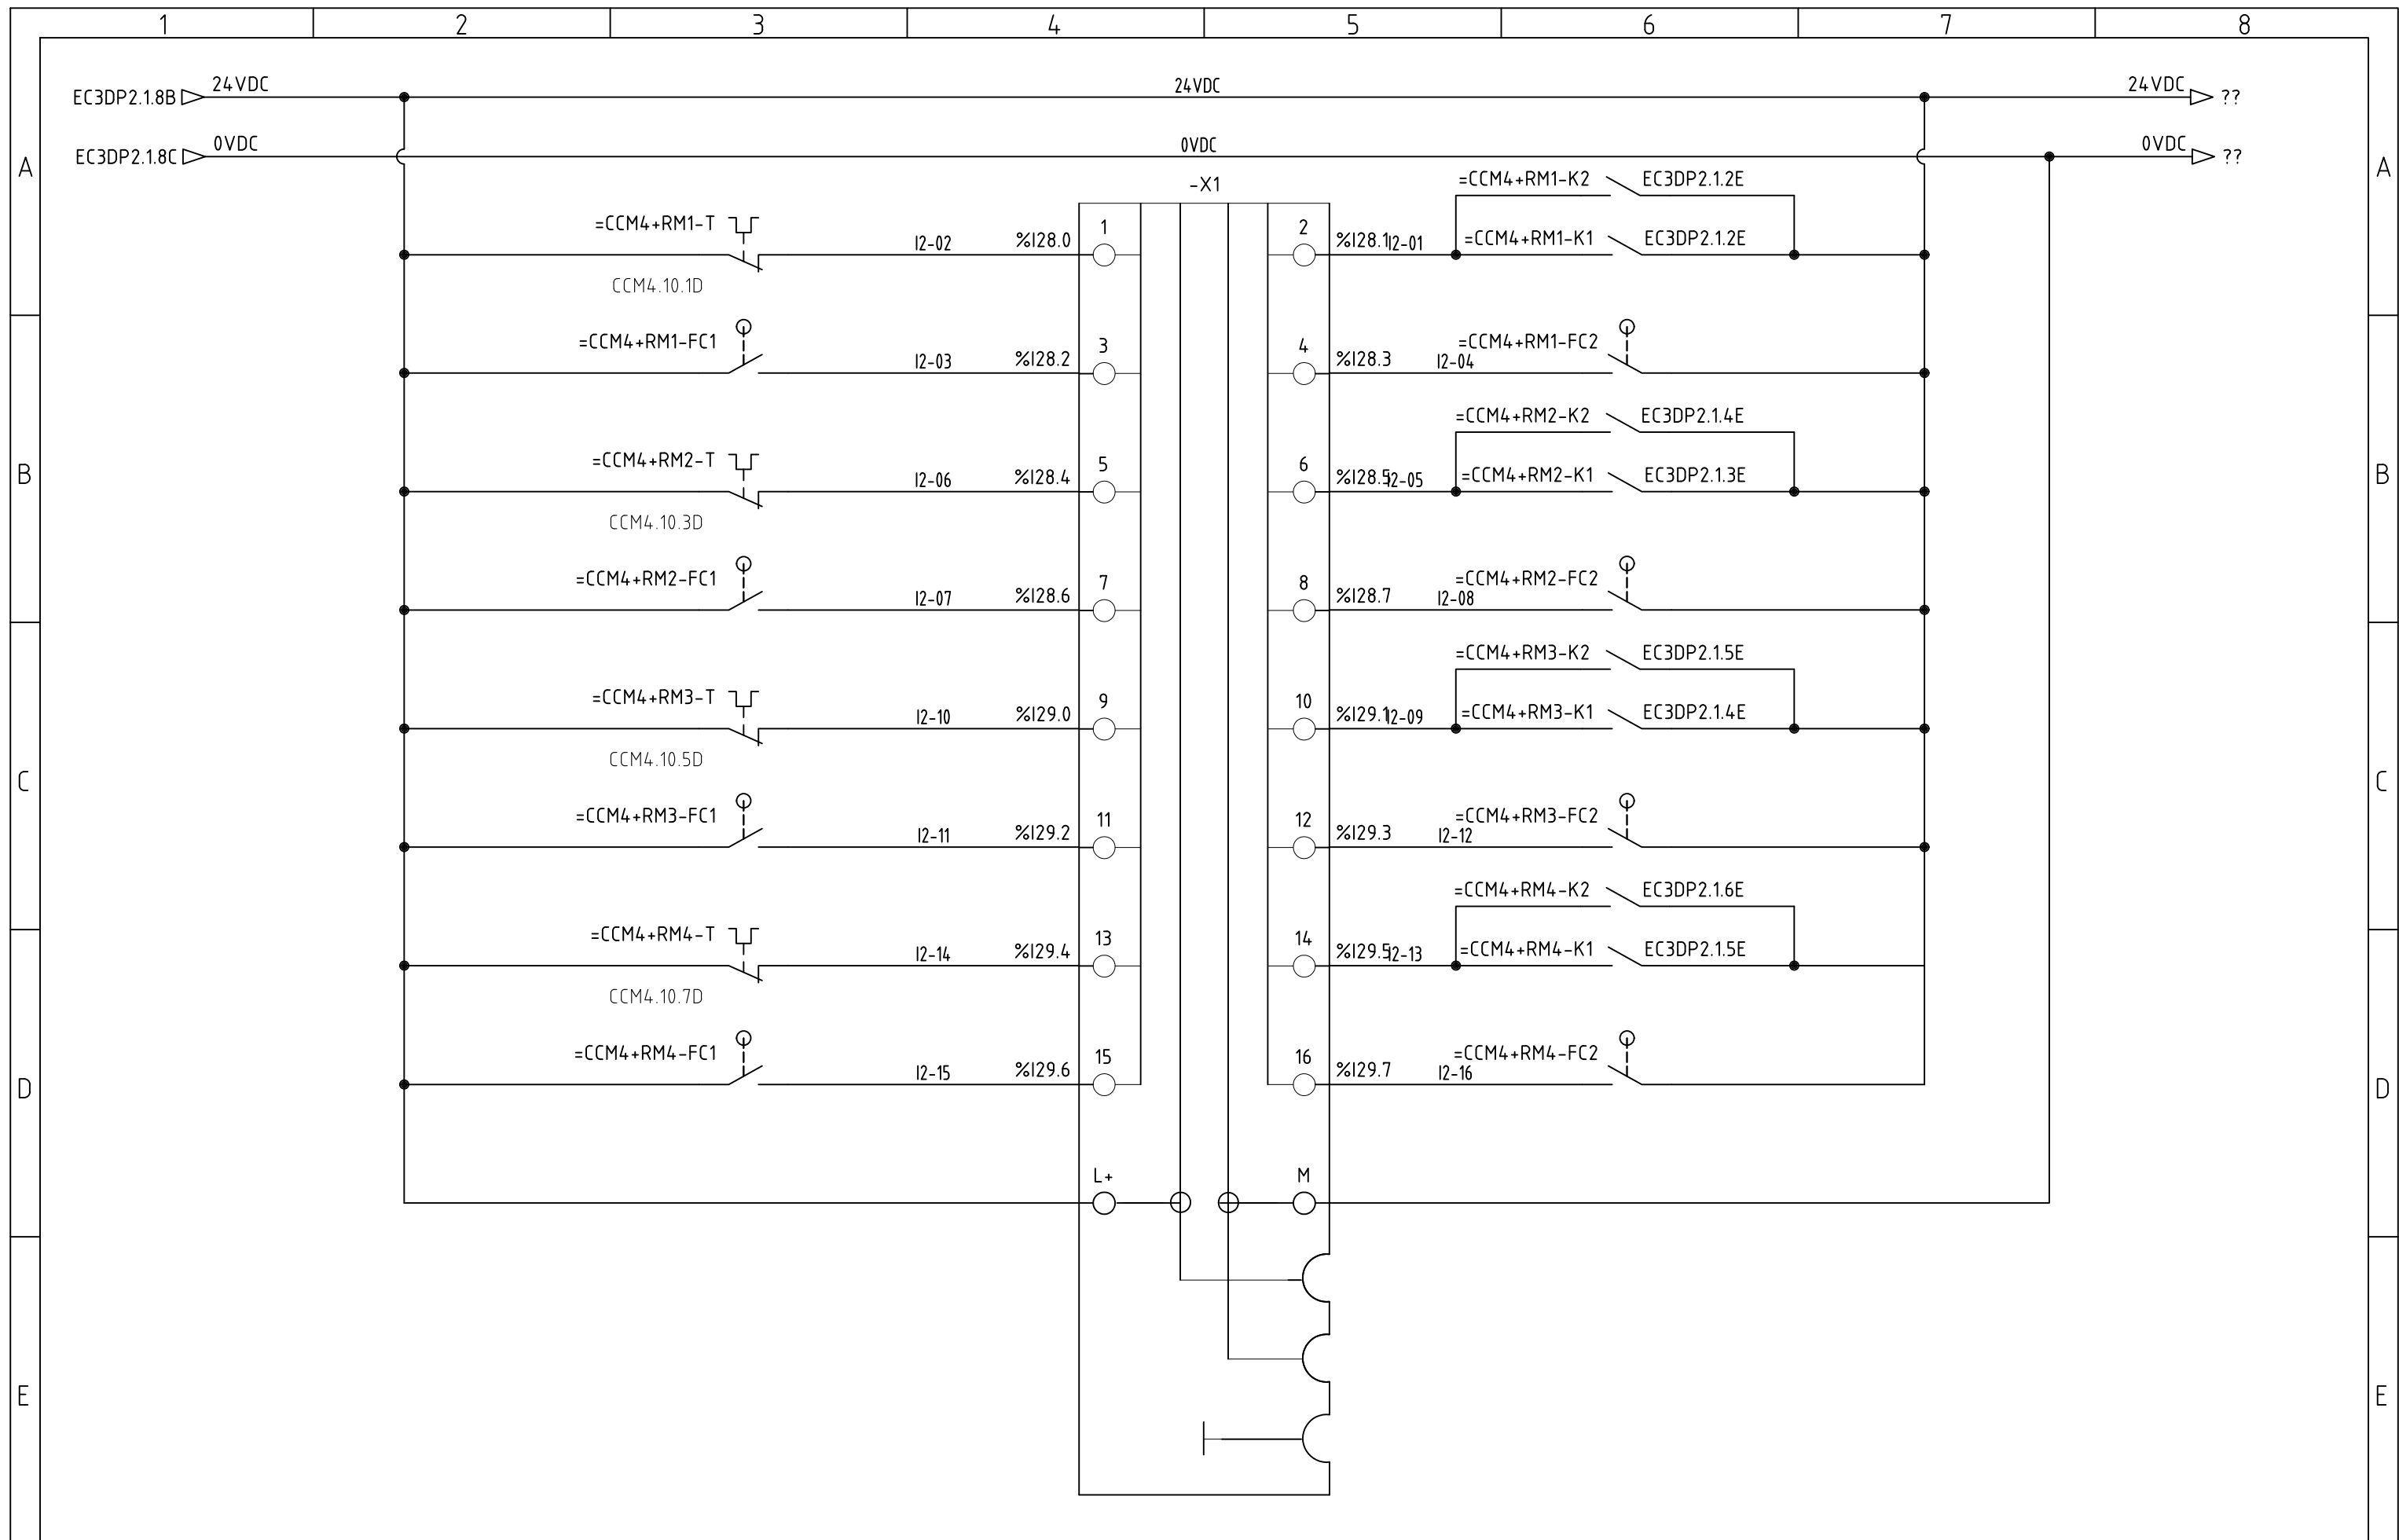 1 2 3 4 5 6 7 8
EC3DP2.1.8B 24VDC 24VDC 24VDC ??
EC3DP2.1.8C 0VDC 0VDC 0VDC ??
A A
-X1
=CCM4+RM1-K2 EC3DP2.1.2E
=CCM4+RM1-T I2-02 %I28.0 1 2 %I28.1 I2-01 =CCM4+RM1-K1 EC3DP2.1.2E
CCM4.10.1D
=CCM4+RM1-FC1 I2-03 %I28.2 3 4 %I28.3 I2-04 =CCM4+RM1-FC2
=CCM4+RM2-K2 EC3DP2.1.4E
B B
=CCM4+RM2-T I2-06 %I28.4 5 6 %I28.5 I2-05 =CCM4+RM2-K1 EC3DP2.1.3E
CCM4.10.3D
=CCM4+RM2-FC1 I2-07 %I28.6 7 8 %I28.7 I2-08 =CCM4+RM2-FC2
=CCM4+RM3-K2 EC3DP2.1.5E
=CCM4+RM3-T I2-10 %I29.0 9 10 %I29.1 I2-09 =CCM4+RM3-K1 EC3DP2.1.4E
CCM4.10.5D
C C
=CCM4+RM3-FC1 I2-11 %I29.2 11 12 %I29.3 I2-12 =CCM4+RM3-FC2
=CCM4+RM4-K2 EC3DP2.1.6E
=CCM4+RM4-T I2-14 %I29.4 13 14 %I29.5 I2-13 =CCM4+RM4-K1 EC3DP2.1.5E
CCM4.10.7D
=CCM4+RM4-FC1 I2-15 %I29.6 15 16 %I29.7 I2-16 =CCM4+RM4-FC2
D D
L+ M
E E